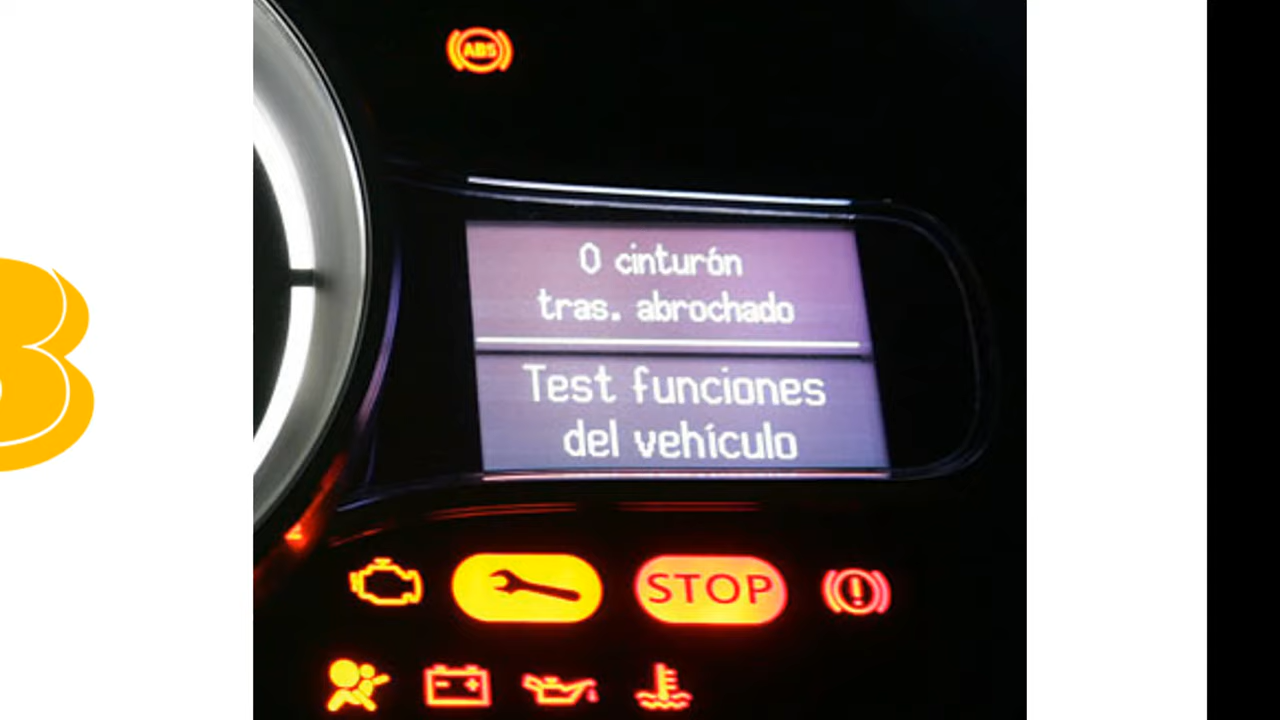 ABS
0 cinturón
tras. abrochado
Test funciones
del vehículo
STOP